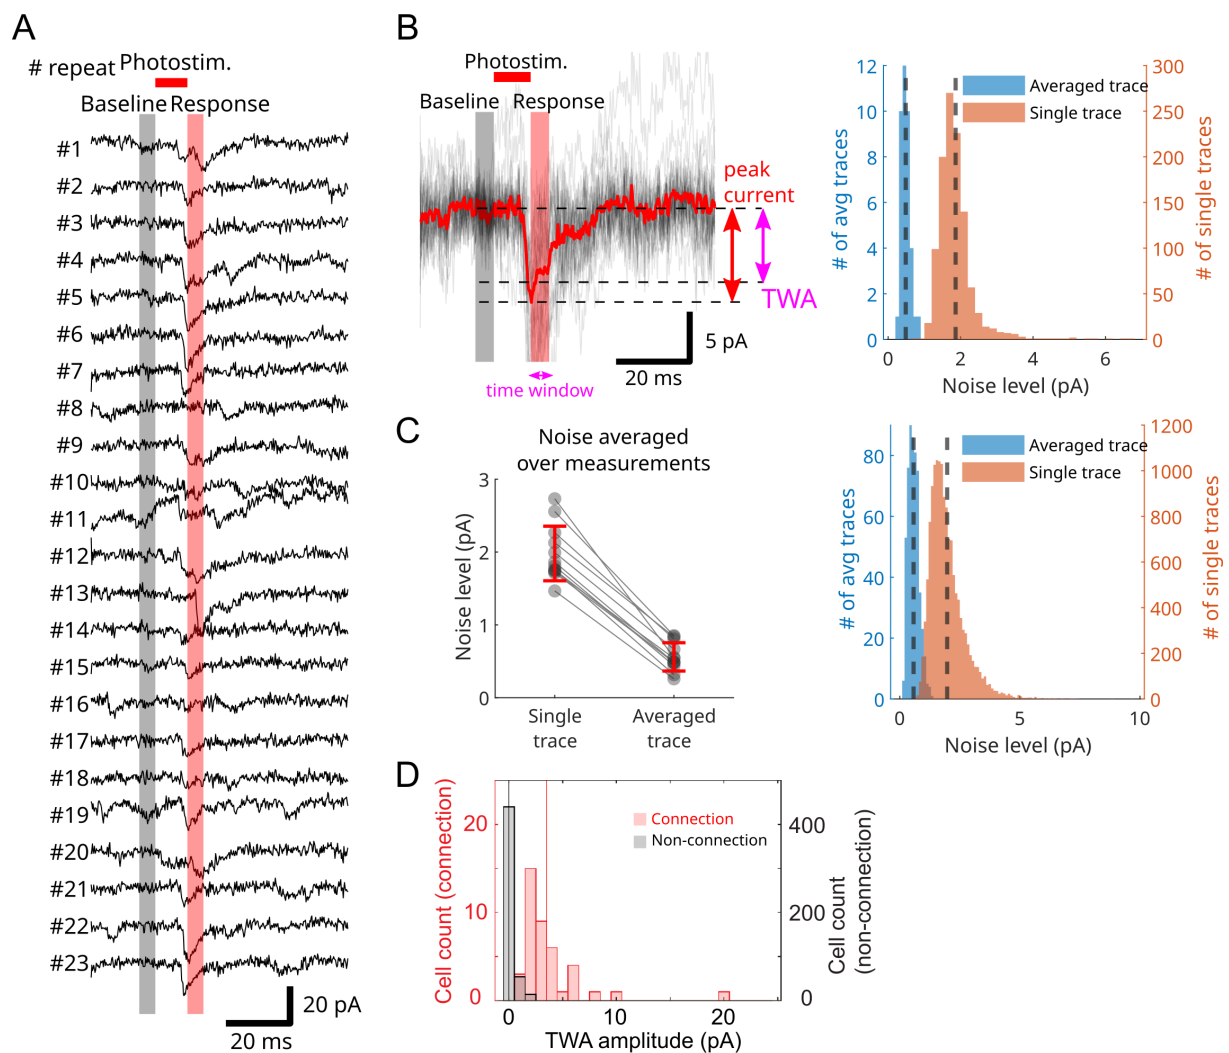 A
# repeat
Photostim.
Baseline Response
#1
#2
#3
#4
#5
#6
#7
#8
#9
#10
#11
#12
#13
#14
#15
#16
#17
#18
#19
#20
#21
#22
#23
20 pA
20 ms
B
Photostim.
Baseline Response
peak
current
TWA
5 pA
20 ms
time window
# of avg traces
12
10
8
6
4
2
0
Averaged trace
Single trace
300
250
200
150
100
50
0
# of single traces
0 2 4 6
Noise level (pA)
C
Noise averaged
over measurements
Noise level (pA)
3
2
1
0
Single
trace
Averaged
trace
# of avg traces
80
60
40
20
0
Averaged trace
Single trace
1200
1000
800
600
400
200
0
# of single traces
0 5 10
Noise level (pA)
D
Cell count (connection)
20
10
0
Connection
Non-connection
400
200
0
Cell count
(non-connection)
0 10 20
TWA amplitude (pA)